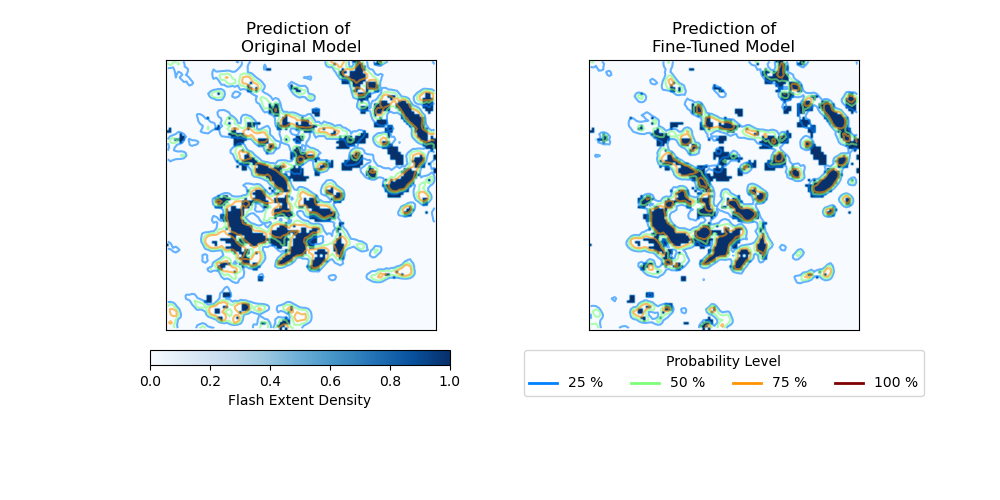 Prediction of
Original Model
Prediction of
Fine-Tuned Model
0.0 0.2 0.4 0.6 0.8 1.0
Flash Extent Density
Probability Level
25 % 50 % 75 % 100 %